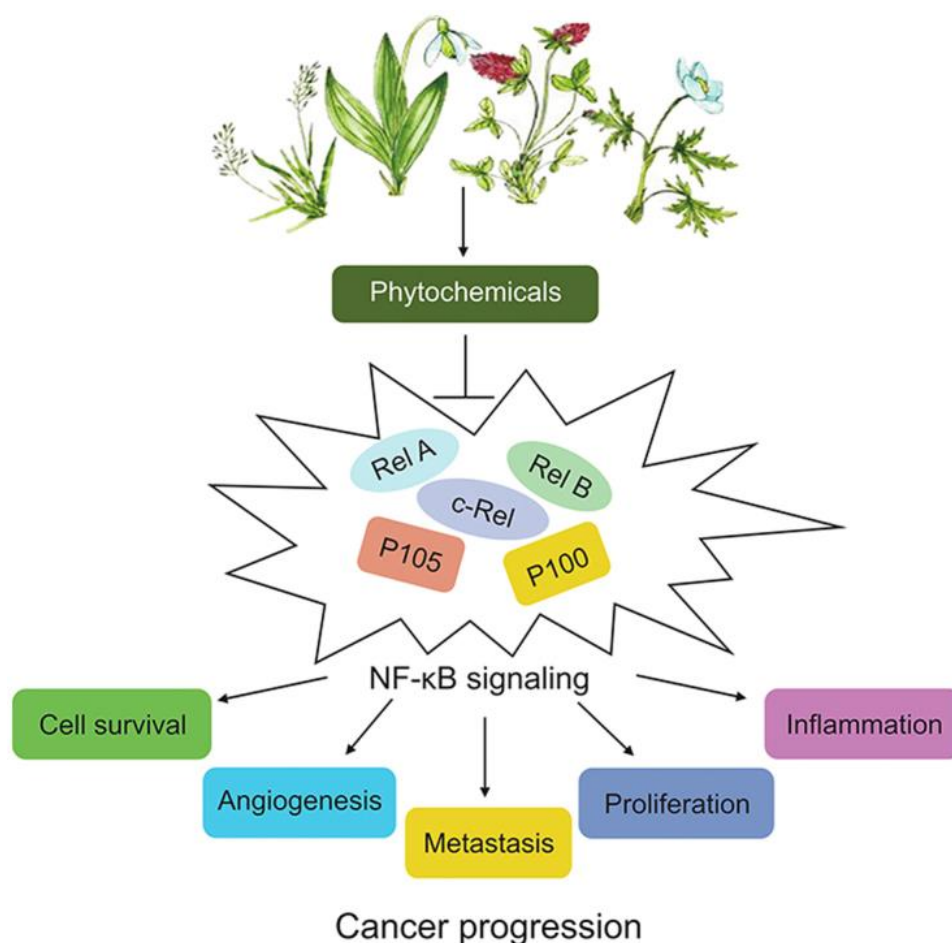 Phytochemicals
Rel A
Rel B
c-Rel
P105
P100
NF-κB signaling
Cell survival
Inflammation
Angiogenesis
Proliferation
Metastasis
Cancer progression